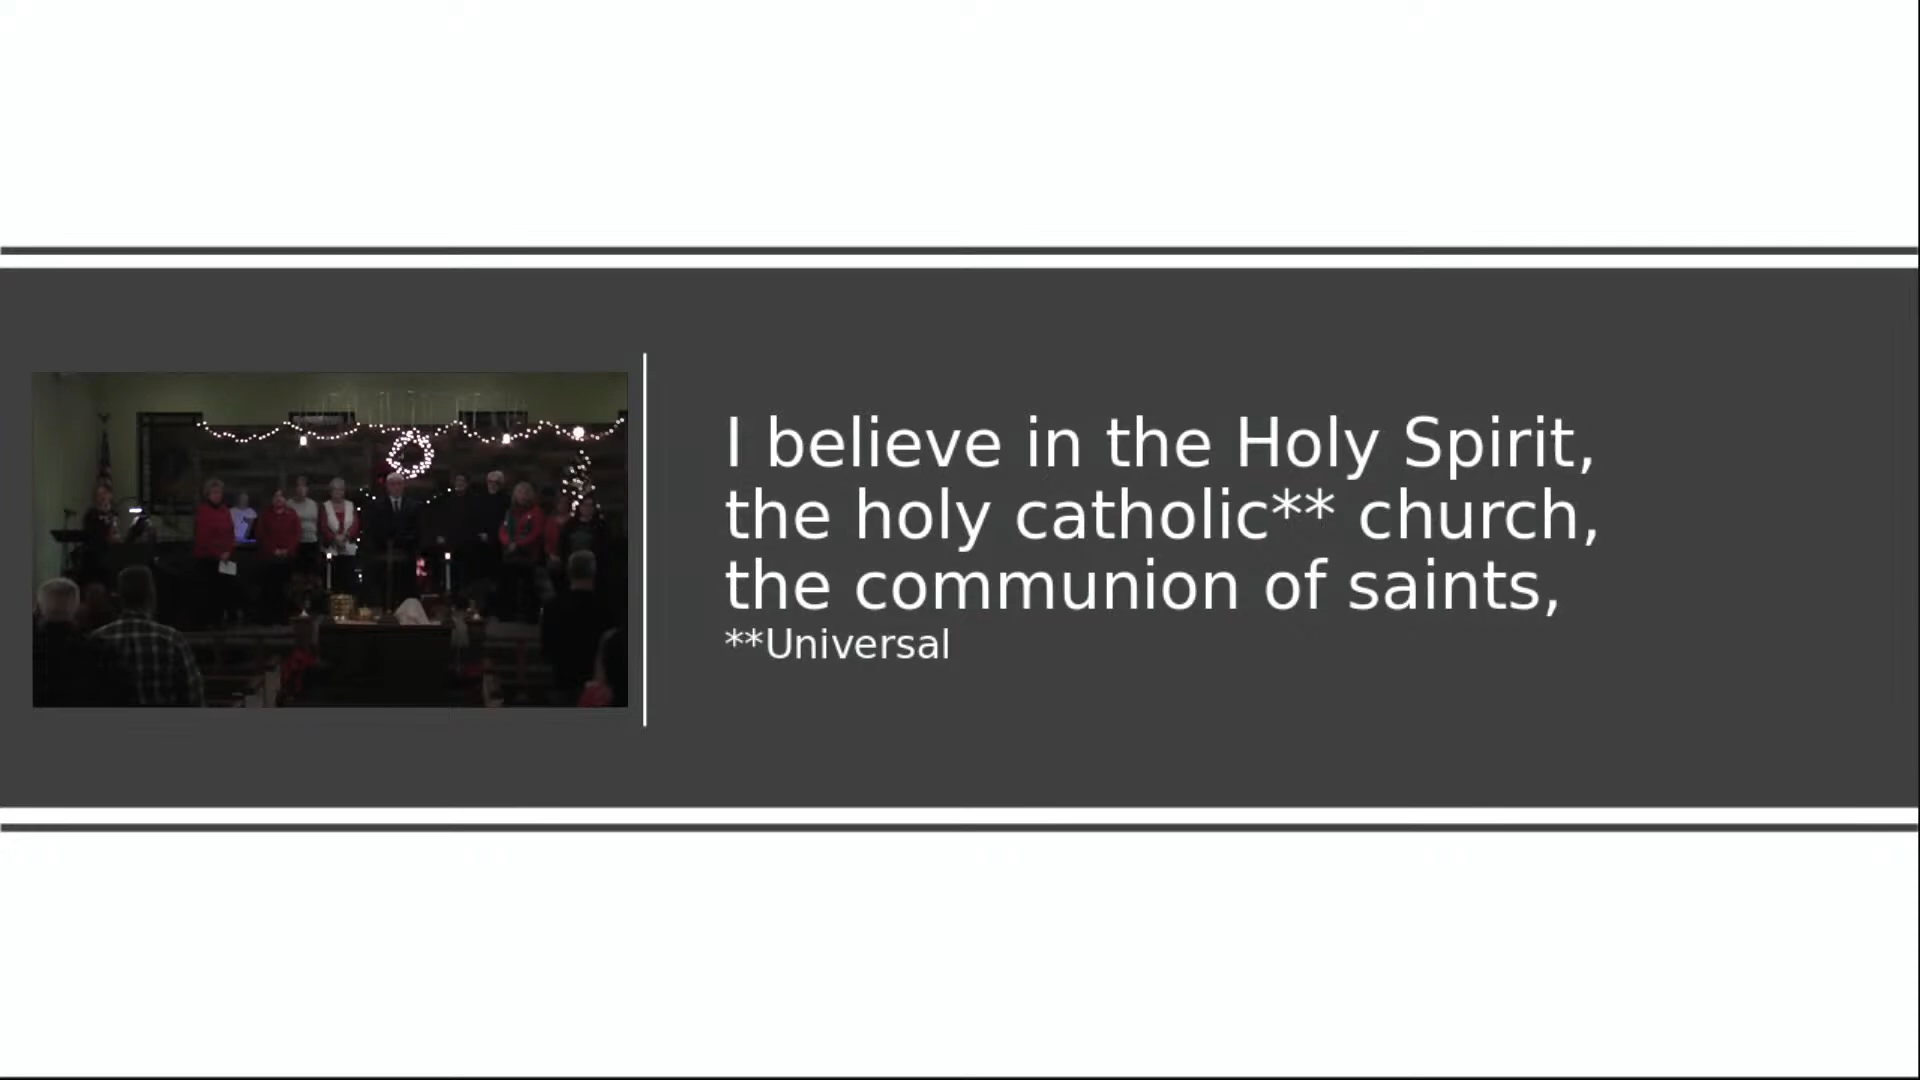 I believe in the Holy Spirit,
the holy catholic** church,
the communion of saints,
**Universal